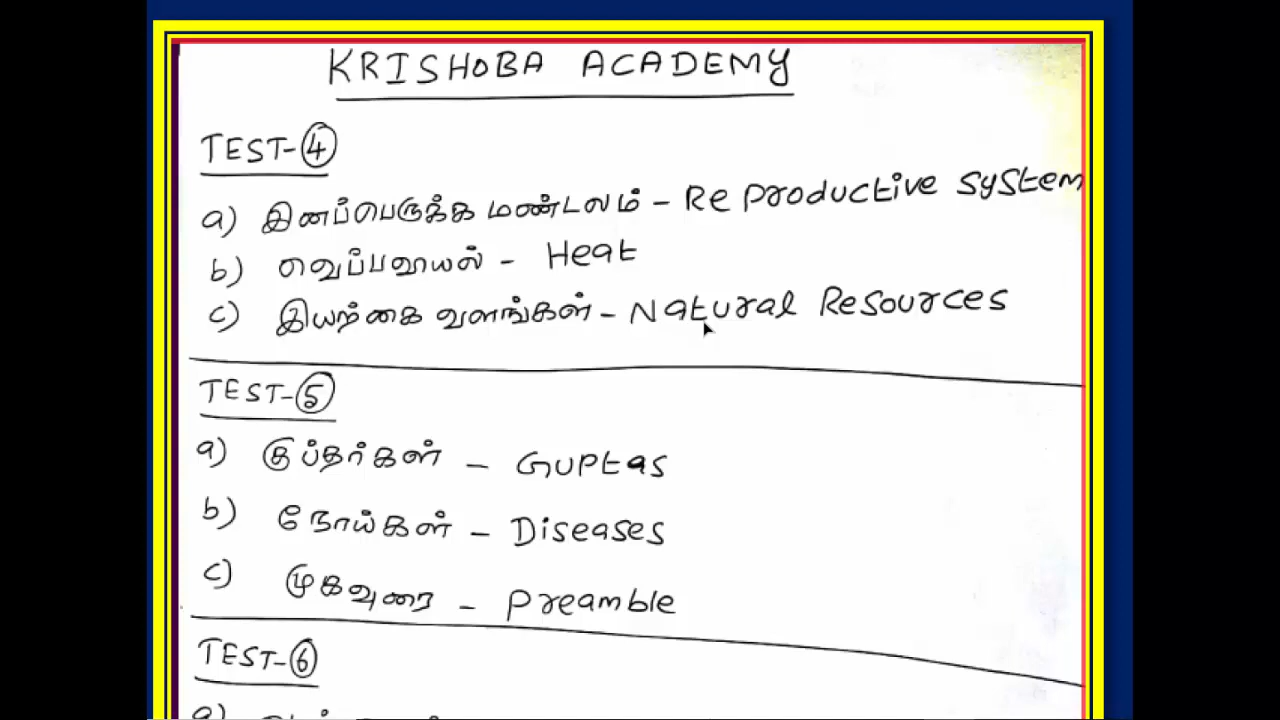 KRISHOBA ACADEMY
TEST-4
a) இனப்பெருக்க மண்டலம் - Reproductive System
b) வெப்பவியல் - Heat
c) இயற்கை வளங்கள் - Natural Resources
TEST-5
a) குப்தர்கள் - Guptas
b) நோய்கள் - Diseases
c) முகவுரை - Preamble
TEST-6
a)